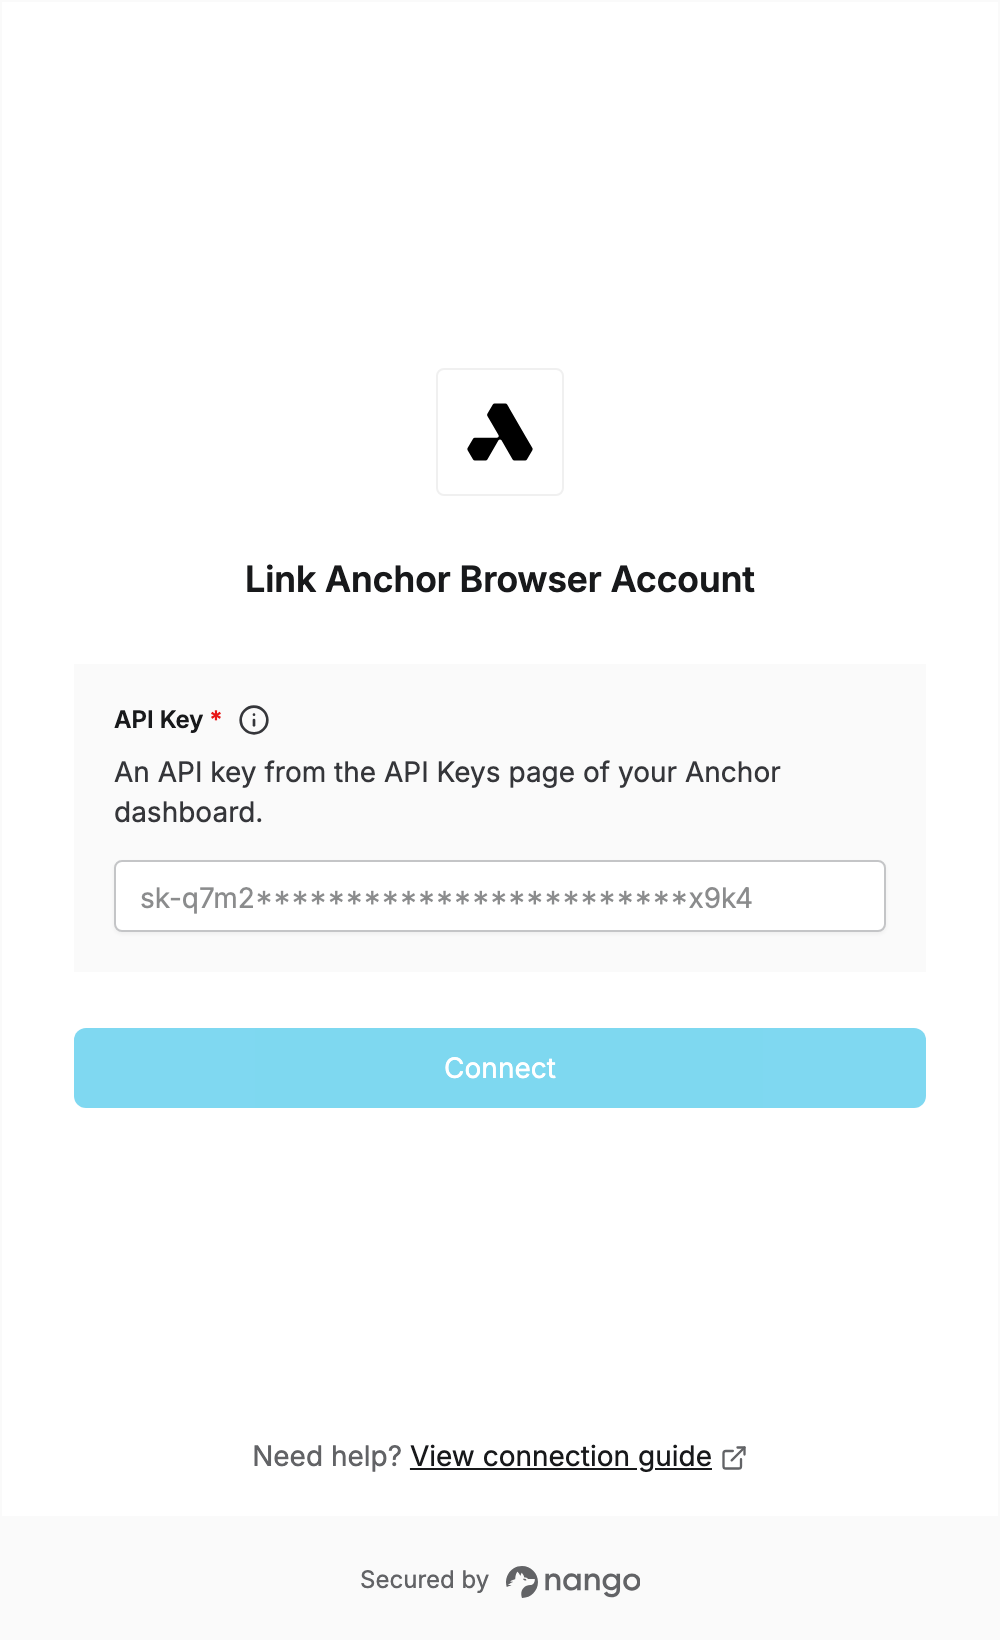 Link Anchor Browser Account
API Key *
An API key from the API Keys page of your Anchor
dashboard.
sk-q7m2************************x9k4
Connect
Need help? View connection guide
Secured by nango